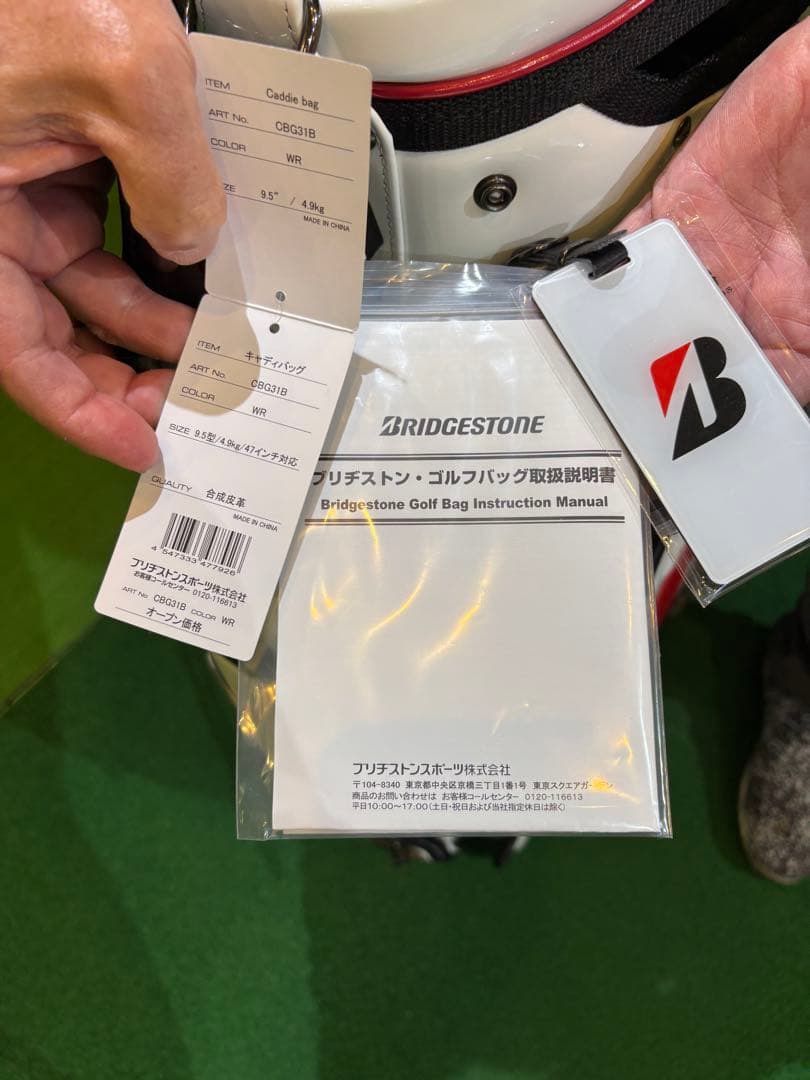 ITEM Caddie bag
ART No. CBG31B
COLOR WR
ZE 9.5" / 4.9kg
MADE IN CHINA
ITEM キャディバッグ
ART No. CBG31B
COLOR WR
SIZE 9.5型/4.9kg/47インチ対応
QUALITY 合成皮革
MADE IN CHINA
4 547333 477926
ブリヂストンスポーツ株式会社
お客様コールセンター 0120-116613
ART No CBG31B COLOR WR
オープン価格
BRIDGESTONE
ブリヂストン・ゴルフバッグ取扱説明書
Bridgestone Golf Bag Instruction Manual
ブリヂストンスポーツ株式会社
〒104-8340 東京都中央区京橋三丁目1番1号 東京スクエアガーデン
商品のお問い合わせは お客様コールセンター 0120-116613
平日10:00〜17:00(土日・祝日および当社指定休日は除く)
B